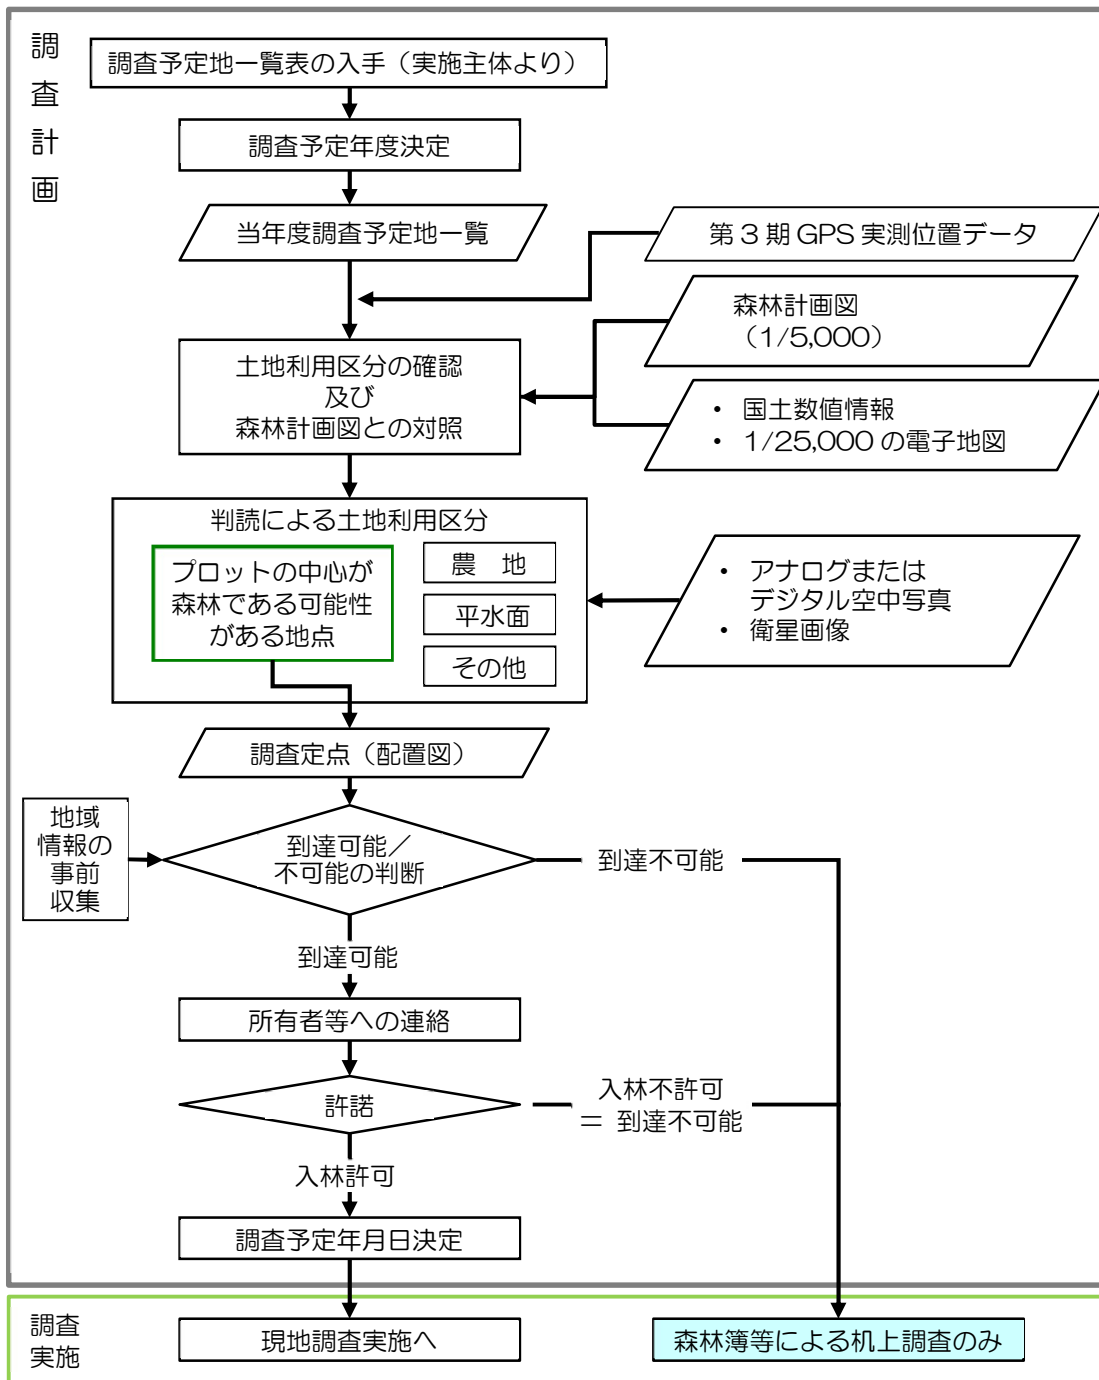 調
査
計
画
調査予定地一覧表の入手（実施主体より）
調査予定年度決定
当年度調査予定地一覧
第３期 GPS 実測位置データ
森林計画図
（1/5,000）
土地利用区分の確認
及び
森林計画図との対照
・ 国土数値情報
・ 1/25,000 の電子地図
判読による土地利用区分
プロットの中心が
森林である可能性
がある地点
農　地
平水面
その他
・ アナログまたは
デジタル空中写真
・ 衛星画像
調査定点（配置図）
地域
情報の
事前
収集
到達可能／
不可能の判断
到達不可能
到達可能
所有者等への連絡
許諾
入林不許可
＝ 到達不可能
入林許可
調査予定年月日決定
調査
実施
現地調査実施へ
森林簿等による机上調査のみ